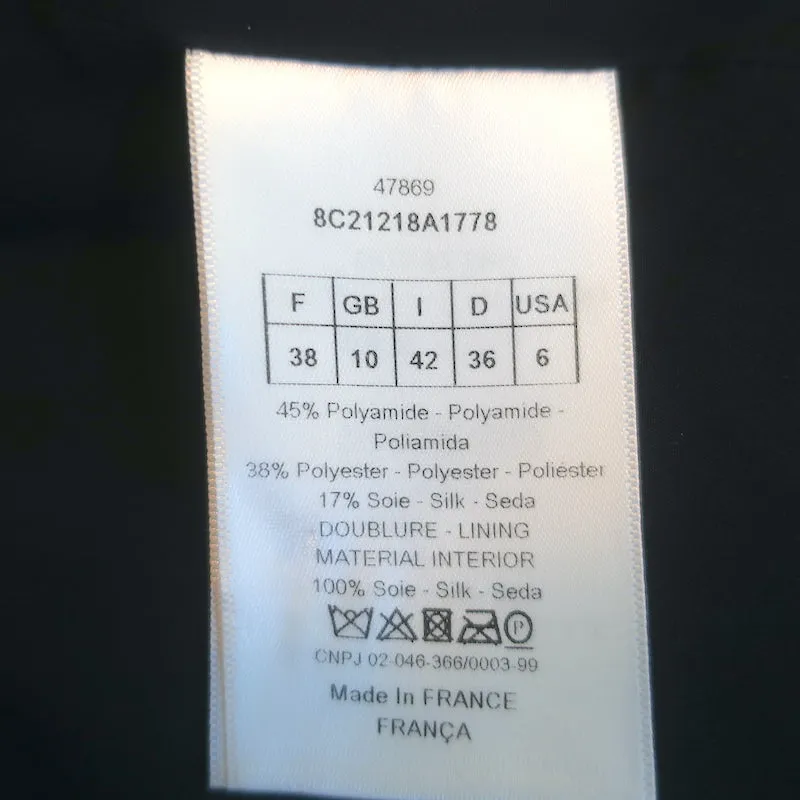 47869
8C21218A1778
F GB I D USA
38 10 42 36 6
45% Polyamide - Polyamide -
Poliamida
38% Polyester - Polyester - Poliéster
17% Soie - Silk - Seda
DOUBLURE - LINING
MATERIAL INTERIOR
100% Soie - Silk - Seda
P
CNPJ 02-046-366/0003-99
Made In FRANCE
FRANÇA